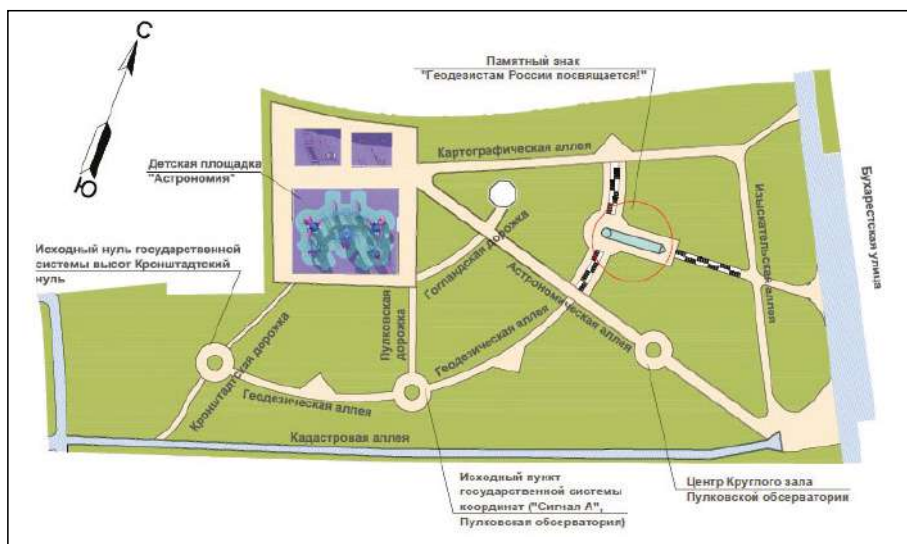 С
Ю
Памятный знак
"Геодезистам России посвящается!"
Картографическая аллея
Детская площадка
"Астрономия"
Изыскательская аллея
Бухарестская улица
Исходный нуль государственной
системы высот Кронштадтский
нуль
Гогландская дорожка
Астрономическая аллея
Пулковская
дорожка
Геодезическая аллея
Кронштадтская дорожка
Геодезическая аллея
Кадастровая аллея
Исходный пункт
государственной системы
координат ("Сигнал А",
Пулковская обсерватория)
Центр Круглого зала
Пулковской обсерватории